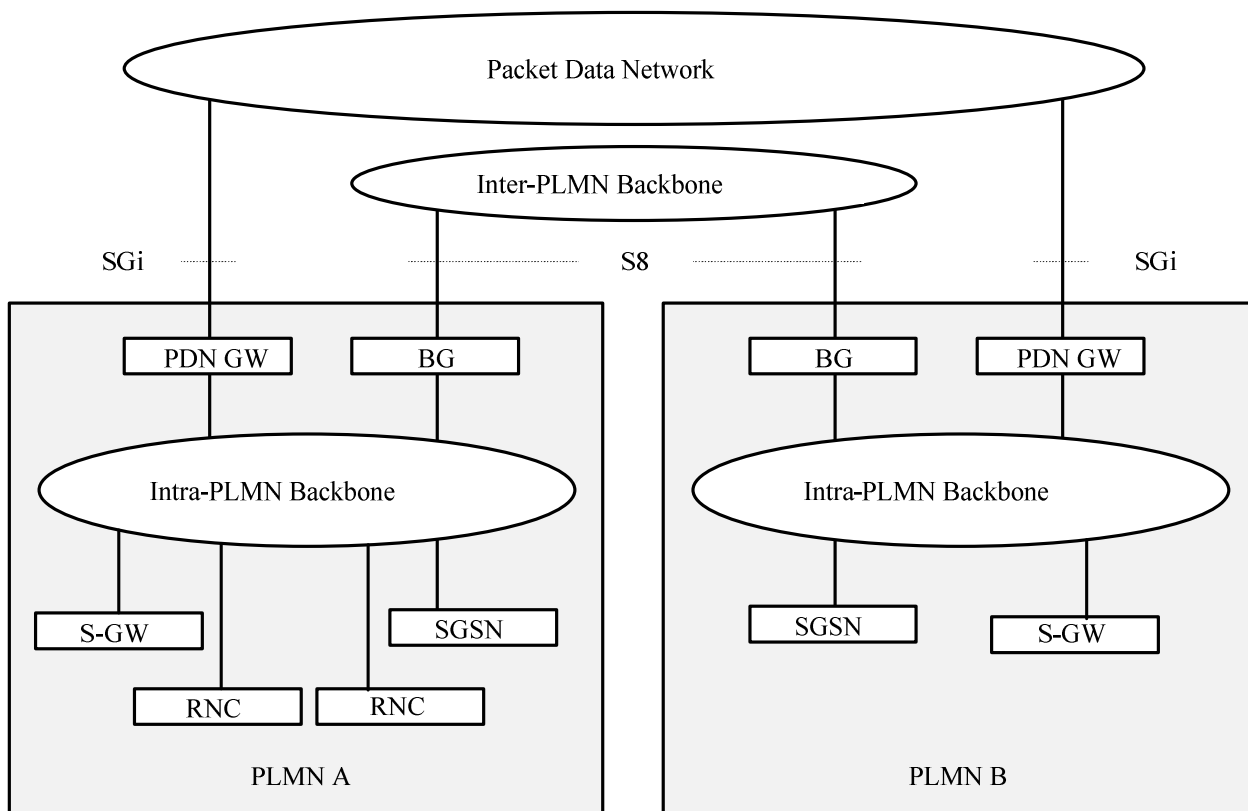 Packet Data Network
Inter-PLMN Backbone
SGi
S8
SGi
PDN GW
BG
BG
PDN GW
Intra-PLMN Backbone
Intra-PLMN Backbone
S-GW
SGSN
SGSN
S-GW
RNC
RNC
PLMN A
PLMN B